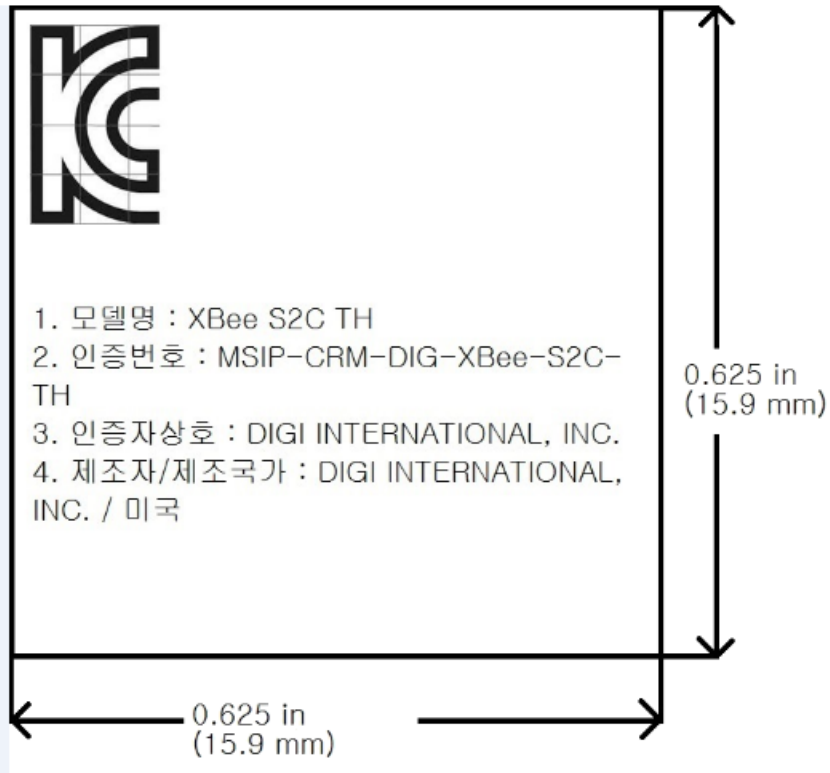 KC
1. 모델명 : XBee S2C TH
2. 인증번호 : MSIP-CRM-DIG-XBee-S2C-
TH
3. 인증자상호 : DIGI INTERNATIONAL, INC.
4. 제조자/제조국가 : DIGI INTERNATIONAL,
INC. / 미국
0.625 in
(15.9 mm)
0.625 in
(15.9 mm)